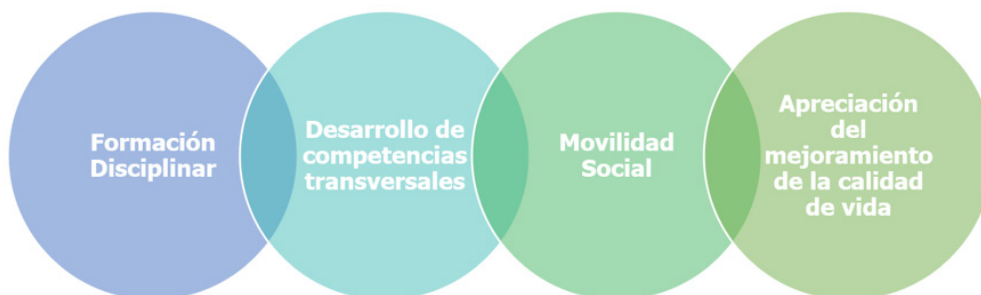 Formación
Disciplinar
Desarrollo de
competencias
transversales
Movilidad
Social
Apreciación
del
mejoramiento
de la calidad
de vida